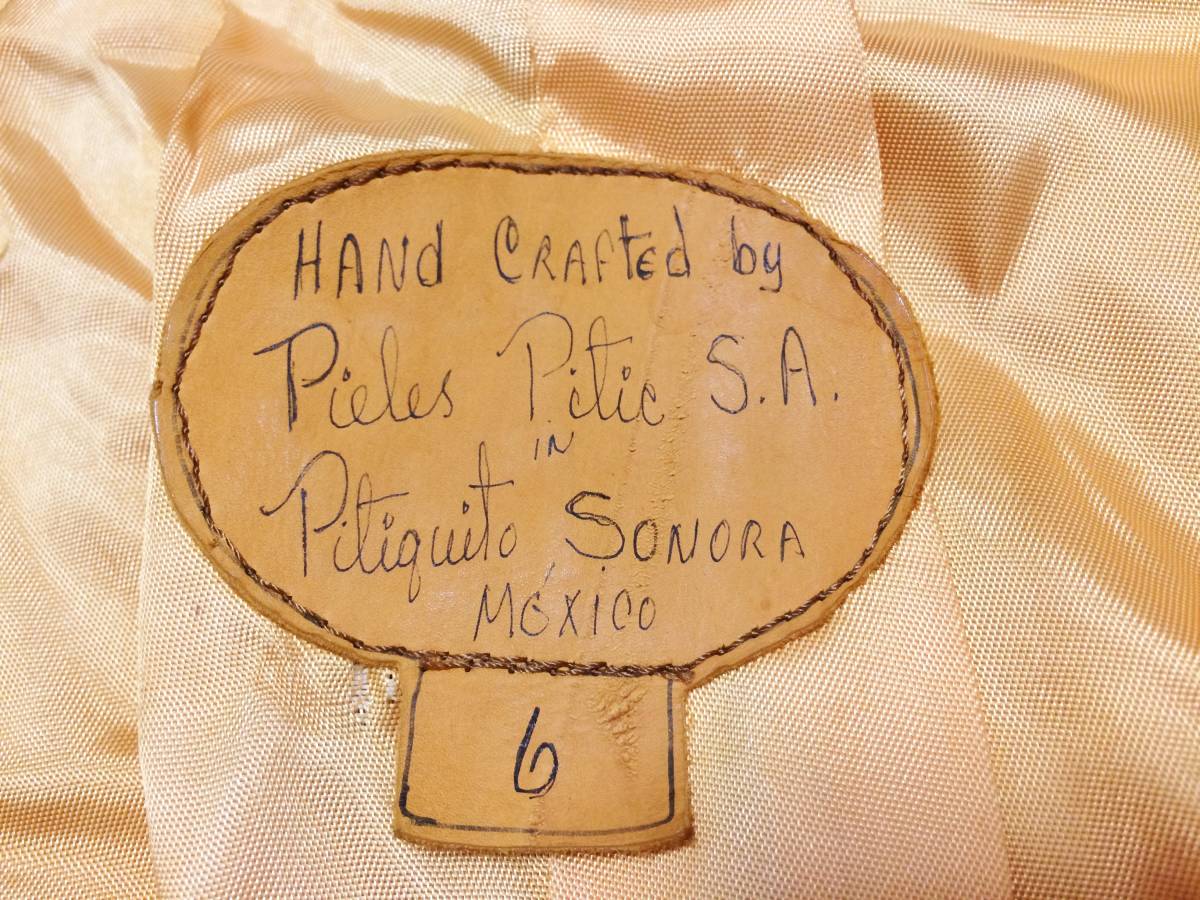 HANd CRAFtEd by
Pieles Pitic S.A.
IN
Pitiquito SONORA
MÉXICO
6